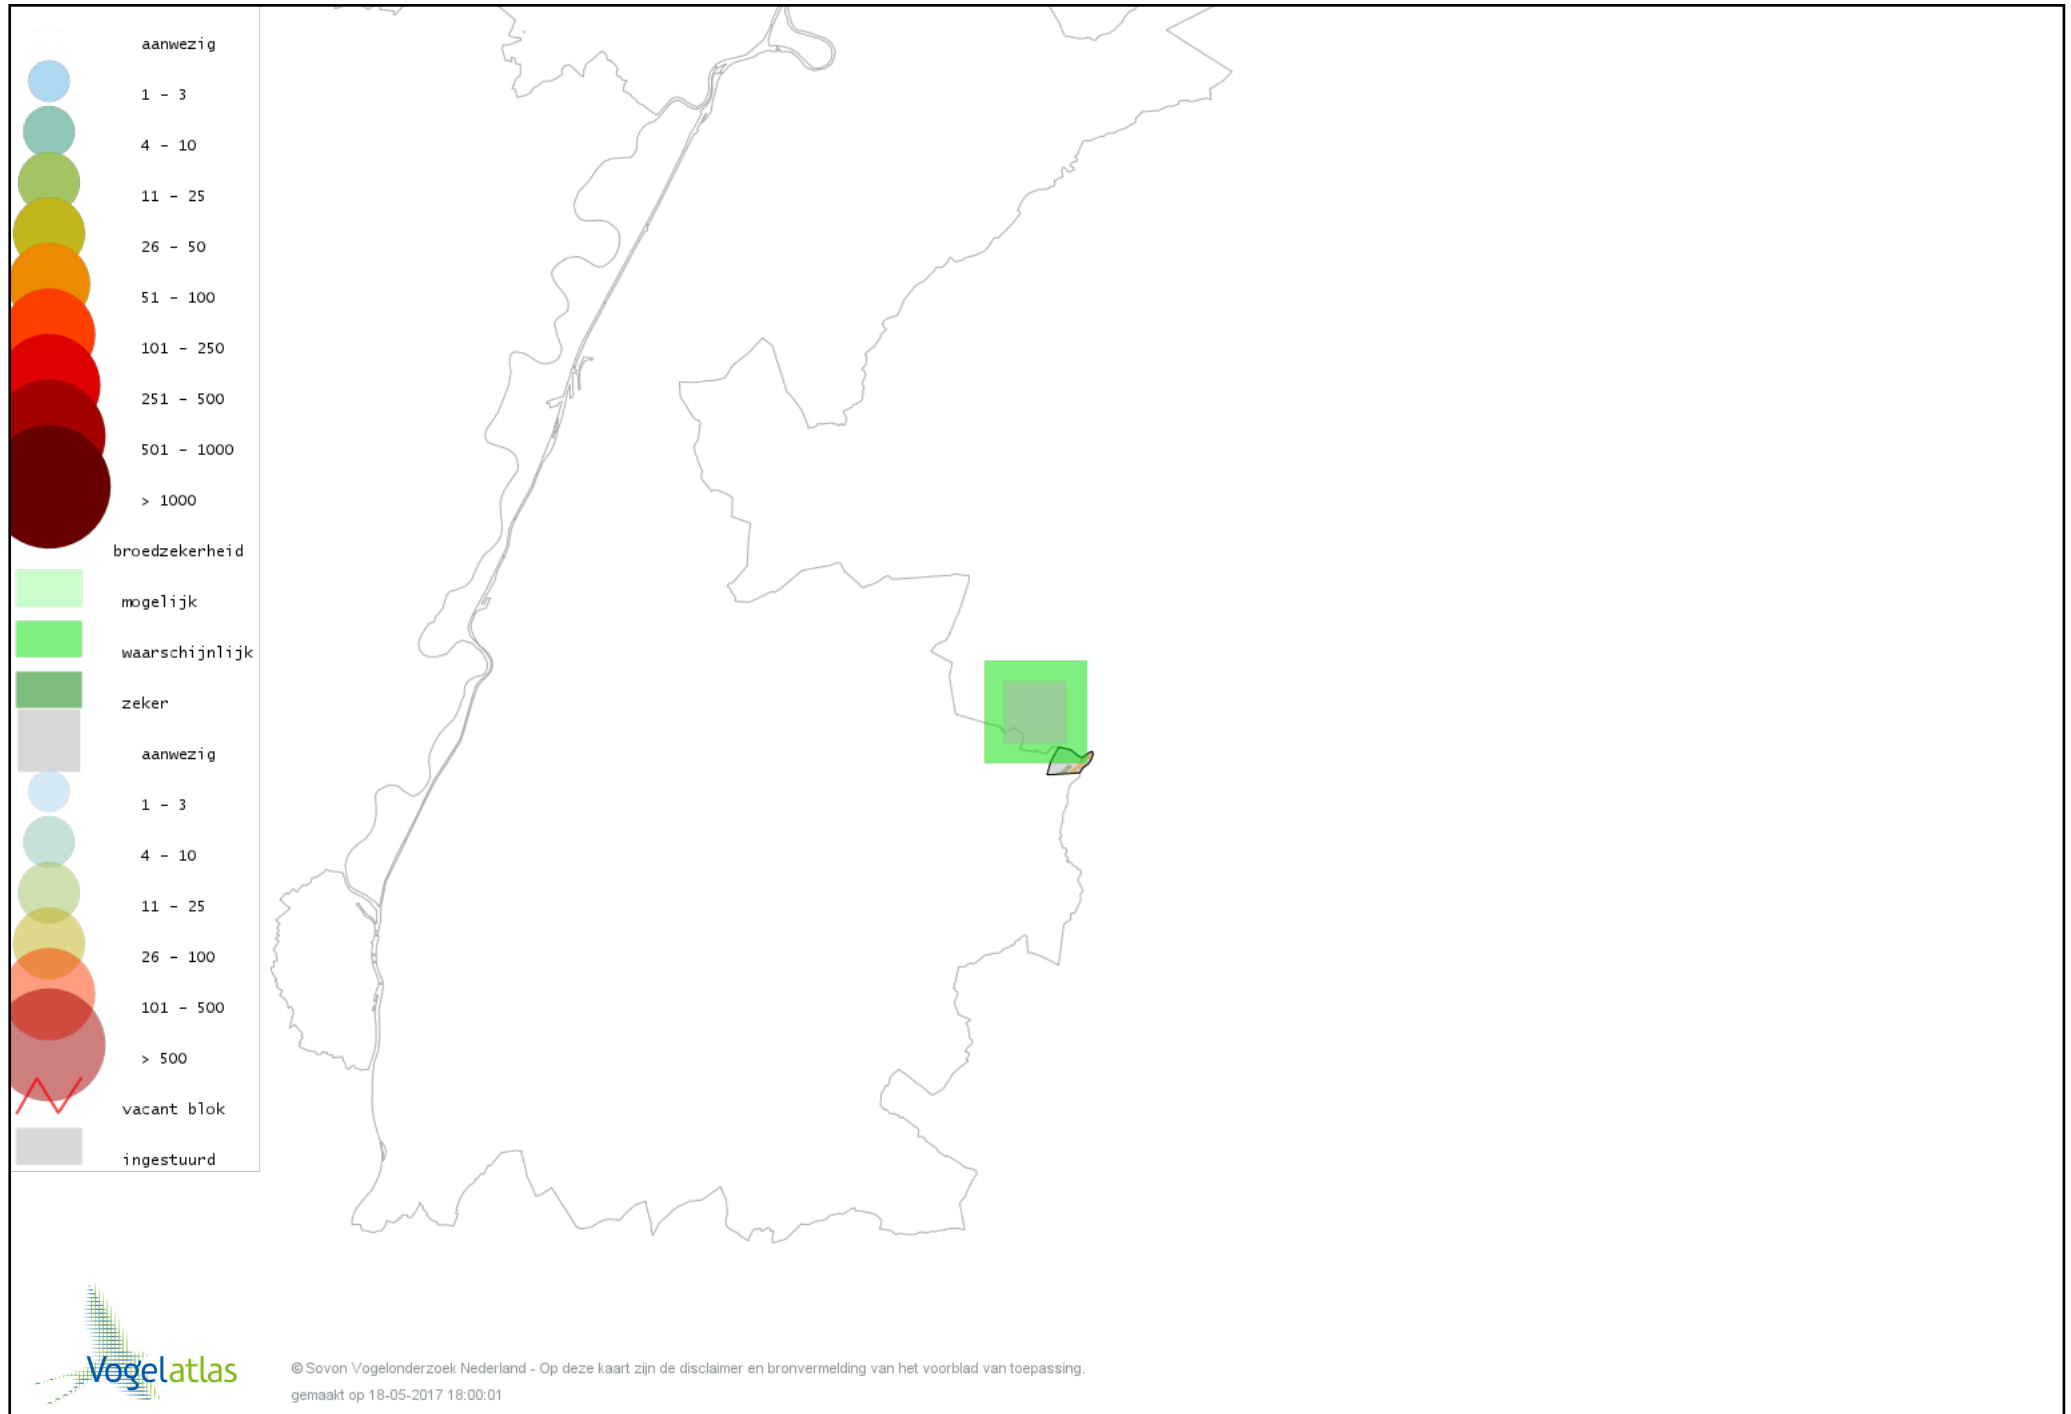 aanwezig
1 - 3
4 - 10
11 - 25
26 - 50
51 - 100
101 - 250
251 - 500
501 - 1000
> 1000
broedzekerheid
mogelijk
waarschijnlijk
zeker
aanwezig
1 - 3
4 - 10
11 - 25
26 - 100
101 - 500
> 500
vacant blok
ingestuurd
Vogelatlas
© Sovon Vogelonderzoek Nederland - Op deze kaart zijn de disclaimer en bronvermelding van het voorblad van toepassing.
gemaakt op 18-05-2017 18:00:01